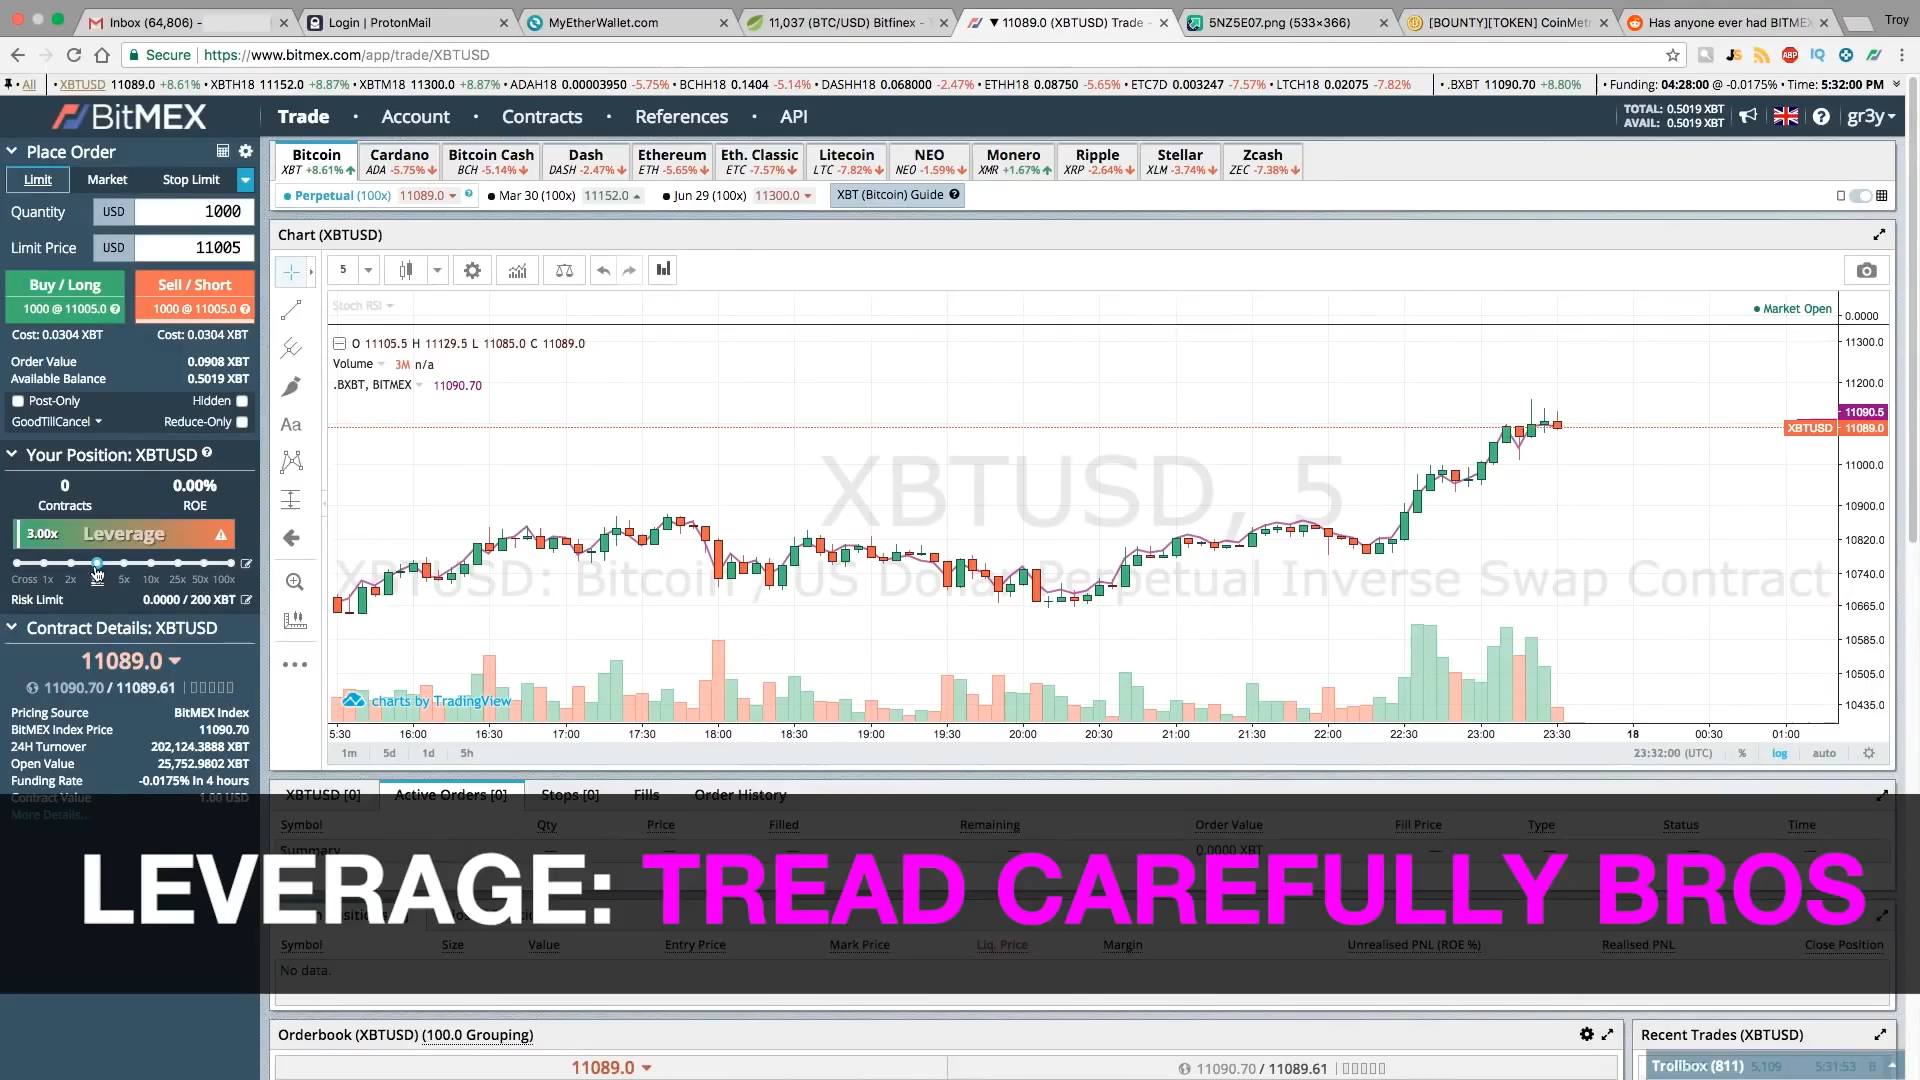 Inbox (64,806) -
Login | ProtonMail
MyEtherWallet.com
11,037 (BTC/USD) Bitfinex -
▼ 11089.0 (XBTUSD) Trade -
5NZ5E07.png (533×366)
[BOUNTY][TOKEN] CoinMet
Has anyone ever had BITMEX
Troy
Secure https://www.bitmex.com/app/trade/XBTUSD
All · XBTUSD 11089.0 +8.61% · XBTH18 11152.0 +8.87% · XBTM18 11300.0 +8.87% · ADAH18 0.00003950 -5.75% · BCHH18 0.1404 -5.14% · DASHH18 0.068000 -2.47% · ETHH18 0.08750 -5.65% · ETC7D 0.003247 -7.57% · LTCH18 0.02075 -7.82% · .BXBT 11090.70 +8.80% · Funding: 04:28:00 @ -0.0175% · Time: 5:32:00 PM
BitMEX
Trade · Account · Contracts · References · API
TOTAL: 0.5019 XBT
AVAIL: 0.5019 XBT
gr3y
Place Order
Limit Market Stop Limit
Quantity USD 1000
Limit Price USD 11005
Buy / Long Sell / Short
1000 @ 11005.0 1000 @ 11005.0
Cost: 0.0304 XBT Cost: 0.0304 XBT
Order Value 0.0908 XBT
Available Balance 0.5019 XBT
Post-Only Hidden
GoodTillCancel Reduce-Only
Your Position: XBTUSD
0 0.00%
Contracts ROE
3.00x Leverage
Cross 1x 2x 5x 10x 25x 50x 100x
Risk Limit 0.0000 / 200 XBT
Contract Details: XBTUSD
11089.0
11090.70 / 11089.61
Pricing Source BitMEX Index
BitMEX Index Price 11090.70
24H Turnover 202,124.3888 XBT
Open Value 25,752.9802 XBT
Funding Rate -0.0175% In 4 hours
Contract Value 1.00 USD
More Details...
Bitcoin Cardano Bitcoin Cash Dash Ethereum Eth. Classic Litecoin NEO Monero Ripple Stellar Zcash
XBT +8.61% ADA -5.75% BCH -5.14% DASH -2.47% ETH -5.65% ETC -7.57% LTC -7.82% NEO -1.59% XMR +1.67% XRP -2.64% XLM -3.74% ZEC -7.38%
Perpetual (100x) 11089.0 Mar 30 (100x) 11152.0 Jun 29 (100x) 11300.0 XBT (Bitcoin) Guide
Chart (XBTUSD)
5
Aa
Stoch RSI
Market Open
0.0000
O 11105.5 H 11129.5 L 11085.0 C 11089.0
Volume 3M n/a
.BXBT, BITMEX 11090.70
XBTUSD, 5
XBTUSD: Bitcoin / US Dollar Perpetual Inverse Swap Contract
11300.0
11200.0
11090.5
XBTUSD 11089.0
11000.0
10900.0
10820.0
10740.0
10665.0
10585.0
10505.0
10435.0
charts by TradingView
5:30 16:00 16:30 17:00 17:30 18:00 18:30 19:00 19:30 20:00 20:30 21:00 21:30 22:00 22:30 23:00 23:30 18 00:30 01:00
1m 5d 1d 5h
23:32:00 (UTC) % log auto
XBTUSD [0] Active Orders [0] Stops [0] Fills Order History
Symbol Qty Price Filled Remaining Order Value Fill Price Type Status Time
Summary 0.0000 XBT
LEVERAGE: TREAD CAREFULLY BROS
Symbol Size Value Entry Price Mark Price Liq. Price Margin Unrealised PNL (ROE %) Realised PNL Close Position
No data.
Orderbook (XBTUSD) (100.0 Grouping)
11089.0 11090.70 / 11089.61
Recent Trades (XBTUSD)
Trollbox (811) 5,109 5:31:53